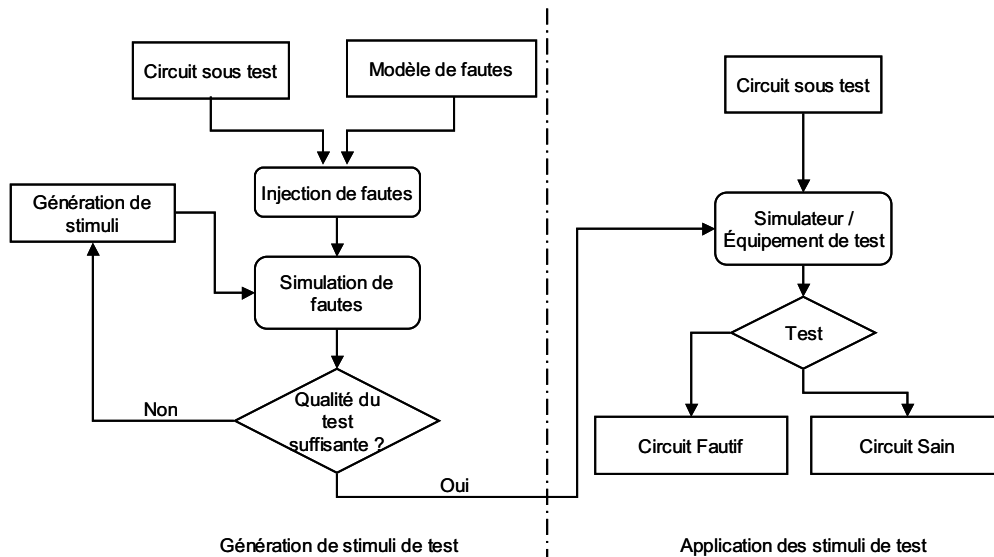 Circuit sous test
Modèle de fautes
Injection de fautes
Génération de
stimuli
Simulation de
fautes
Non
Qualité du
test
suffisante ?
Oui
Génération de stimuli de test
Circuit sous test
Simulateur /
Équipement de test
Test
Circuit Fautif
Circuit Sain
Application des stimuli de test